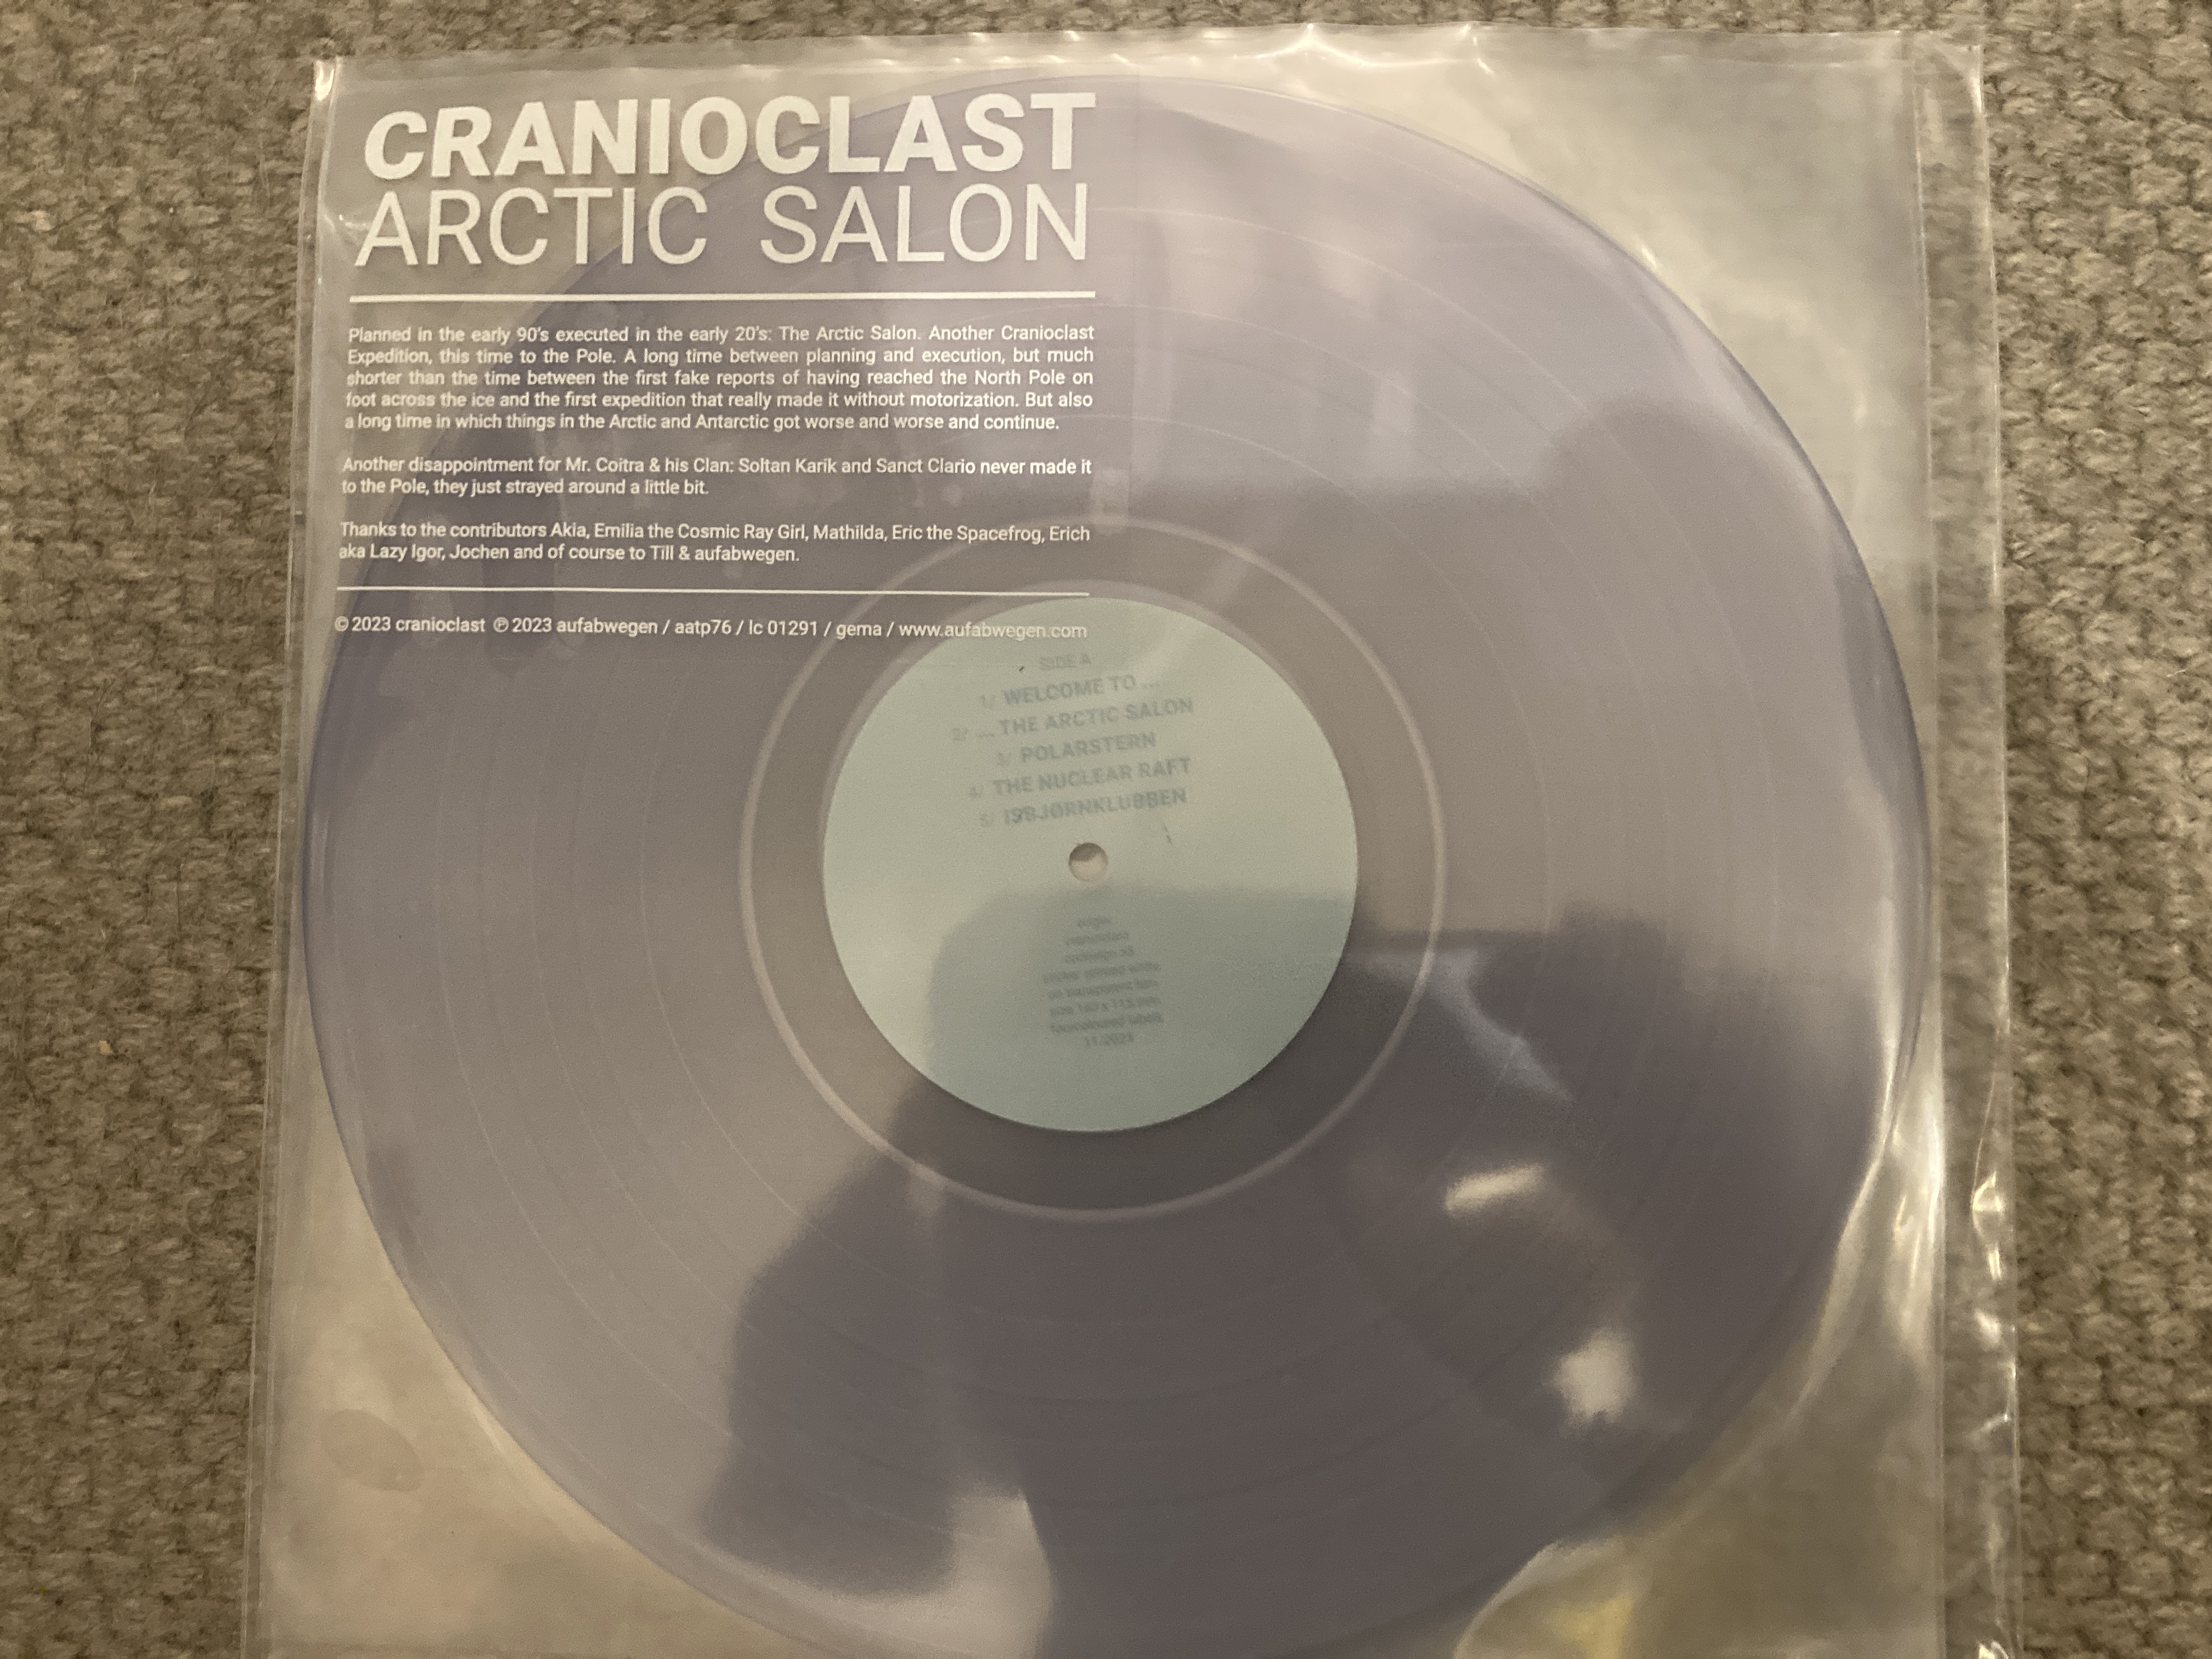 CRANIOCLAST
ARCTIC SALON
Planned in the early 90's executed in the early 20's: The Arctic Salon. Another Cranioclast
Expedition, this time to the Pole. A long time between planning and execution, but much
shorter than the time between the first fake reports of having reached the North Pole on
foot across the ice and the first expedition that really made it without motorization. But also
a long time in which things in the Arctic and Antarctic got worse and worse and continue.
Another disappointment for Mr. Coitra & his Clan: Soltan Karik and Sanct Clario never made it
to the Pole, they just strayed around a little bit.
Thanks to the contributors Akia, Emilia the Cosmic Ray Girl, Mathilda, Eric the Spacefrog, Erich
aka Lazy Igor, Jochen and of course to Till & aufabwegen.
© 2023 cranioclast ℗ 2023 aufabwegen / aatp76 / lc 01291 / gema / www.aufabwegen.com
SIDE A
1/ WELCOME TO ...
2/ ... THE ARCTIC SALON
3/ POLARSTERN
4/ THE NUCLEAR RAFT
5/ ISBJØRNKLUBBEN
cranioclast
on transparent film
11/2023